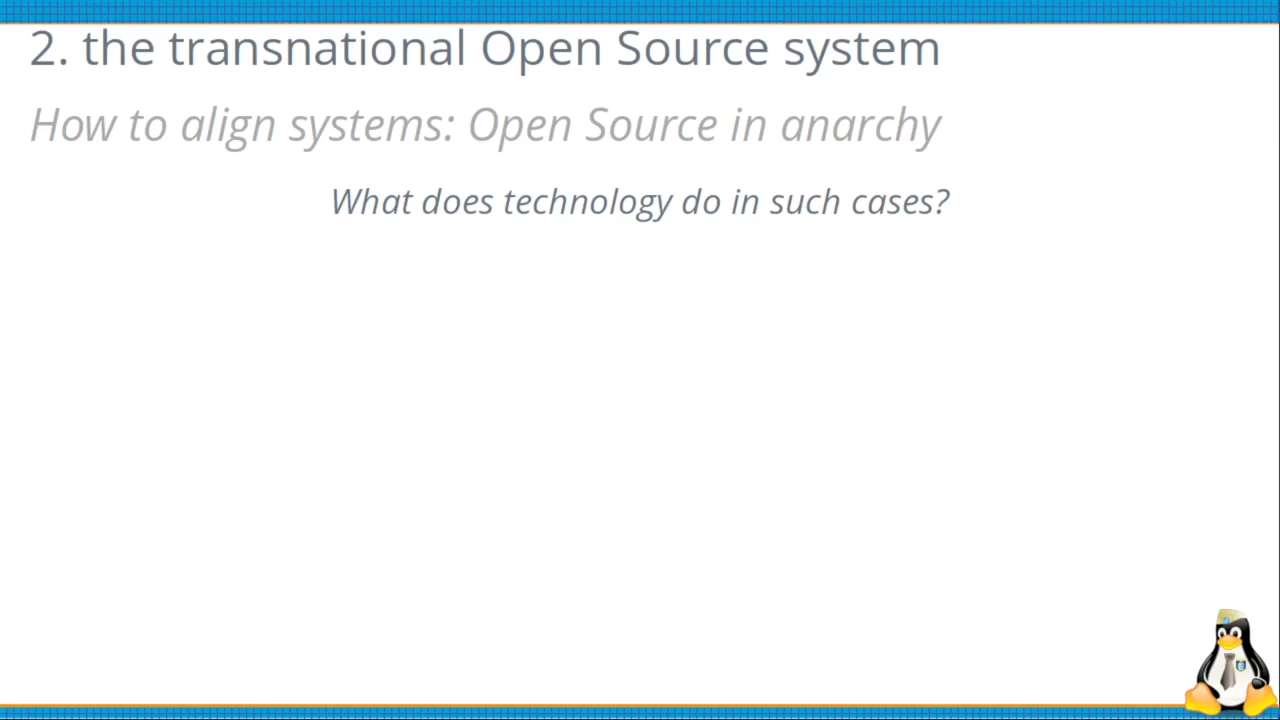 2. the transnational Open Source system
How to align systems: Open Source in anarchy
What does technology do in such cases?